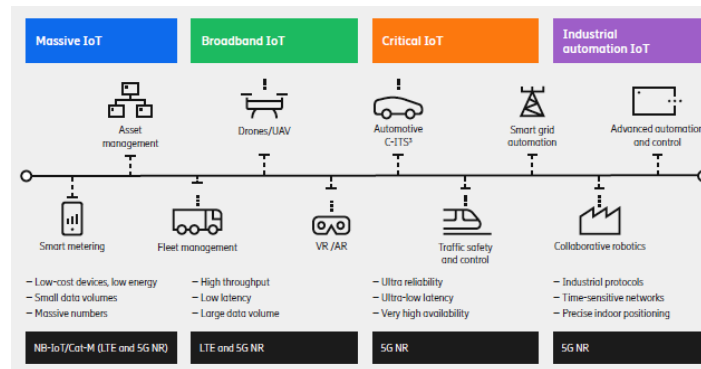 Massive IoT
Broadband IoT
Critical IoT
Industrial
automation IoT
Asset
management
Drones/UAV
Automotive
C-ITS³
Smart grid
automation
Advanced automation
and control
Smart metering
Fleet management
VR /AR
Traffic safety
and control
Collaborative robotics
– Low-cost devices, low energy
– Small data volumes
– Massive numbers
– High throughput
– Low latency
– Large data volume
– Ultra reliability
– Ultra-low latency
– Very high availability
– Industrial protocols
– Time-sensitive networks
– Precise indoor positioning
NB-IoT/Cat-M (LTE and 5G NR)
LTE and 5G NR
5G NR
5G NR